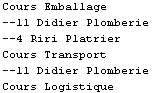 Cours Emballage
--11 Didier Plomberie
--4 Riri Platrier
Cours Transport
--11 Didier Plomberie
Cours Logistique